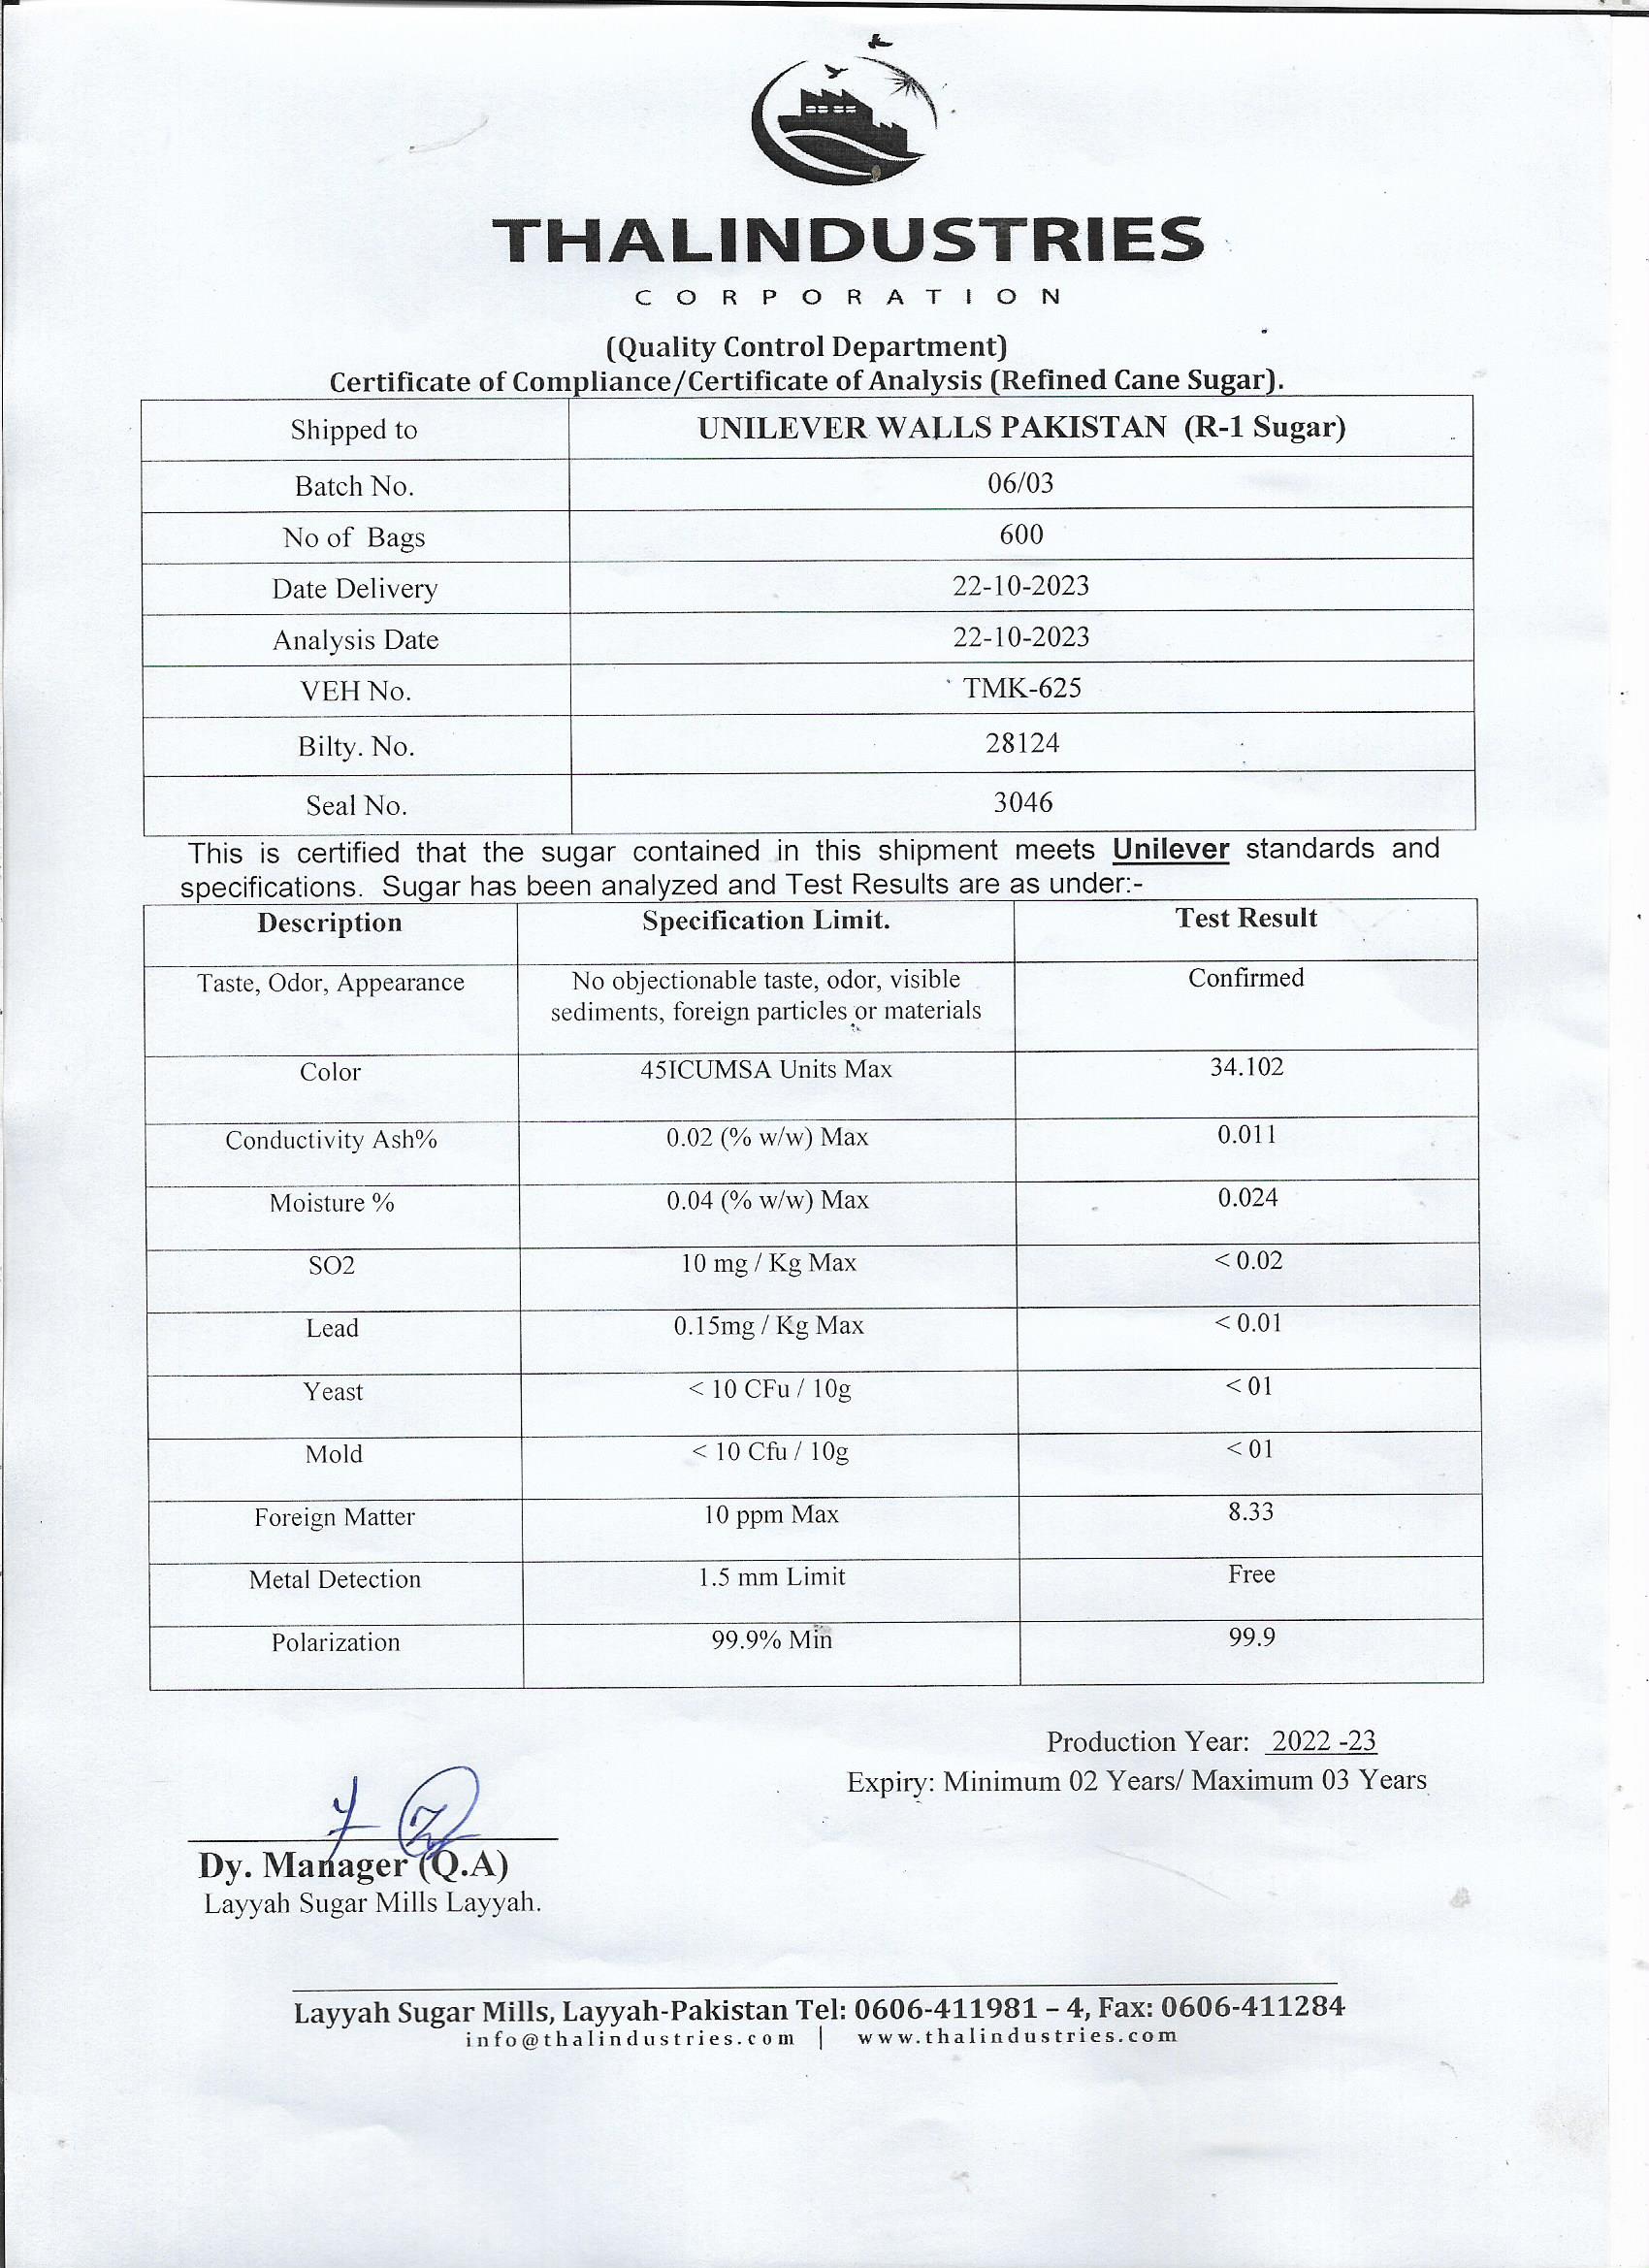 THALINDUSTRIES
CORPORATION
(Quality Control Department)
Certificate of Compliance/Certificate of Analysis (Refined Cane Sugar).
Shipped to UNILEVER WALLS PAKISTAN (R-1 Sugar)
Batch No. 06/03
No of Bags 600
Date Delivery 22-10-2023
Analysis Date 22-10-2023
VEH No. TMK-625
Bilty. No. 28124
Seal No. 3046
This is certified that the sugar contained in this shipment meets Unilever standards and
specifications. Sugar has been analyzed and Test Results are as under:-
Description Specification Limit. Test Result
Taste, Odor, Appearance No objectionable taste, odor, visible Confirmed
sediments, foreign particles or materials
Color 45ICUMSA Units Max 34.102
Conductivity Ash% 0.02 (% w/w) Max 0.011
Moisture % 0.04 (% w/w) Max 0.024
SO2 10 mg / Kg Max < 0.02
Lead 0.15mg / Kg Max < 0.01
Yeast < 10 CFu / 10g < 01
Mold < 10 Cfu / 10g < 01
Foreign Matter 10 ppm Max 8.33
Metal Detection 1.5 mm Limit Free
Polarization 99.9% Min 99.9
Production Year: 2022 -23
Expiry: Minimum 02 Years/ Maximum 03 Years
Dy. Manager (Q.A)
Layyah Sugar Mills Layyah.
Layyah Sugar Mills, Layyah-Pakistan Tel: 0606-411981 – 4, Fax: 0606-411284
info@thalindustries.com | www.thalindustries.com